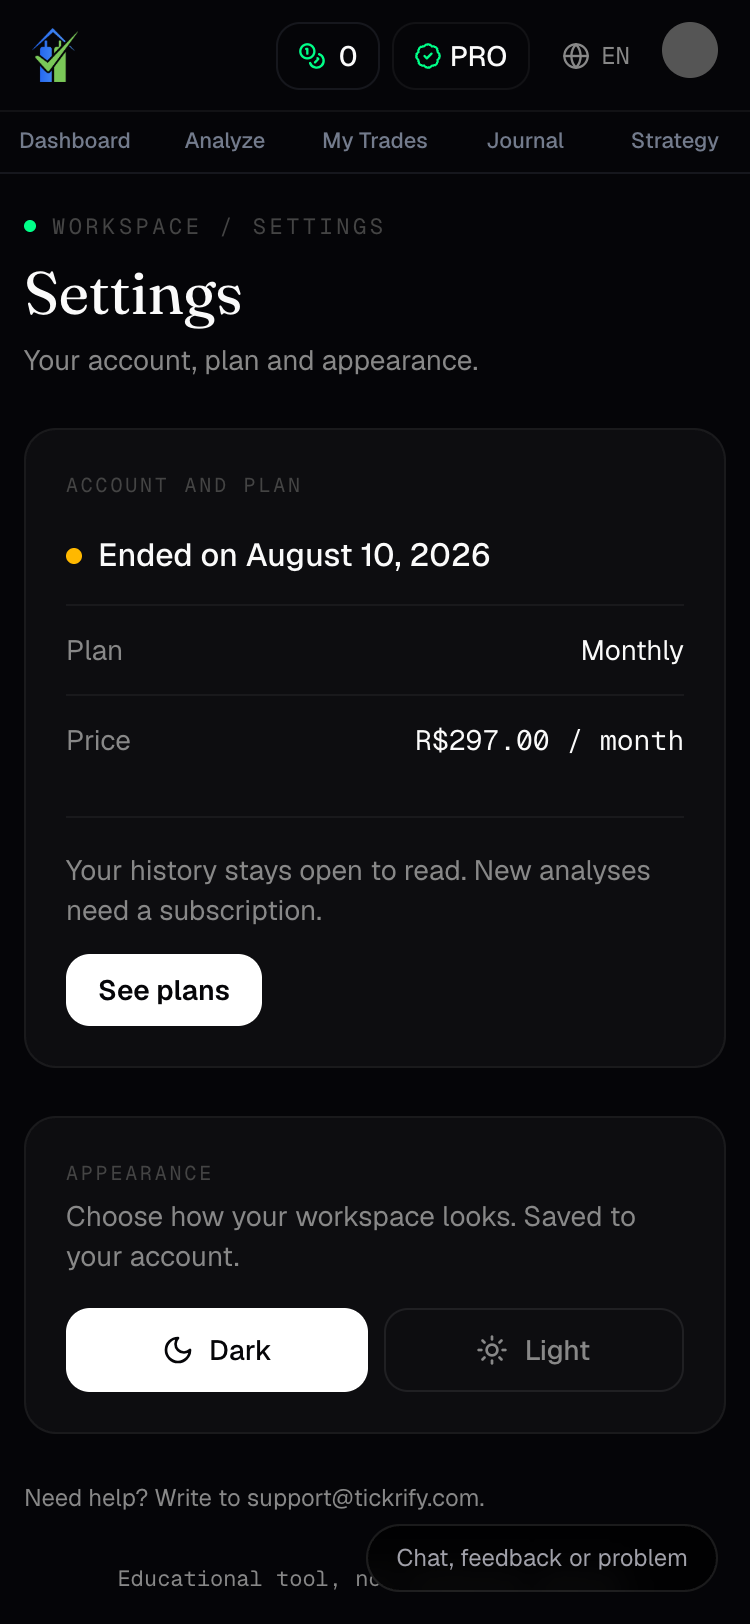 0 PRO EN
Dashboard Analyze My Trades Journal Strategy
WORKSPACE / SETTINGS
Settings
Your account, plan and appearance.
ACCOUNT AND PLAN
Ended on August 10, 2026
Plan Monthly
Price R$297.00 / month
Your history stays open to read. New analyses
need a subscription.
See plans
APPEARANCE
Choose how your workspace looks. Saved to
your account.
Dark Light
Need help? Write to support@tickrify.com.
Chat, feedback or problem
Educational tool,